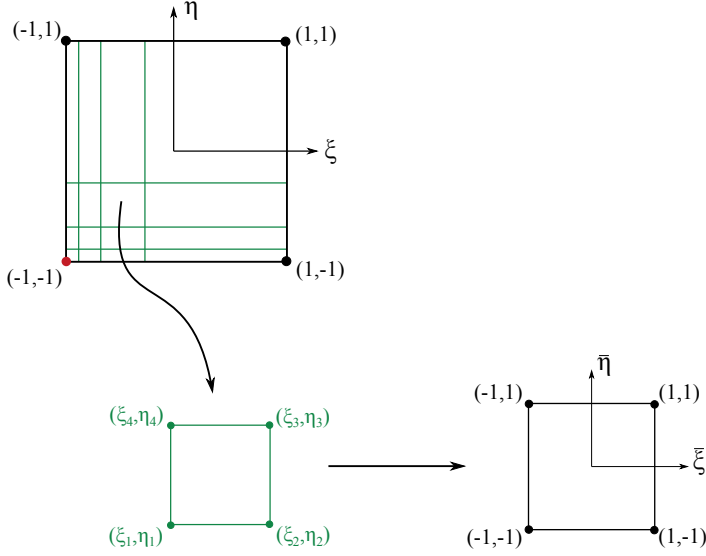 η
(-1,1)
(1,1)
ξ
(-1,-1)
(1,-1)
η̅
(ξ₄,η₄)
(ξ₃,η₃)
(-1,1)
(1,1)
ξ̅
(ξ₁,η₁)
(ξ₂,η₂)
(-1,-1)
(1,-1)